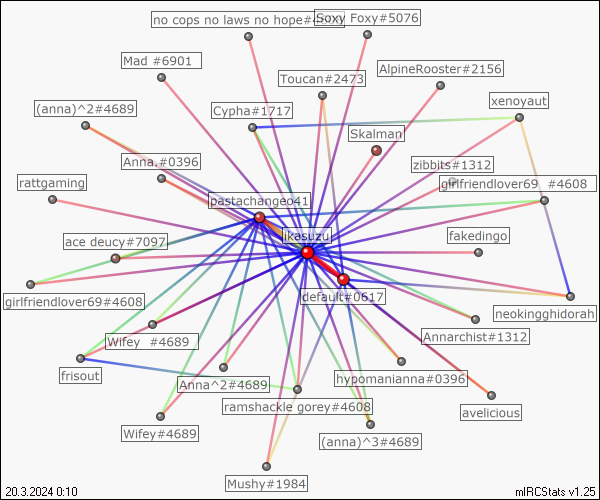 no cops no laws no hope#4
Soxy Foxy#5076
Mad #6901
AlpineRooster#2156
Toucan#2473
(anna)^2#4689
Cypha#1717
xenoyaut
Skalman
Anna.#0396
zibbits#1312
rattgaming
girlfriendlover69 #4608
pastachangeo41
likasuzu
ace deucy#7097
fakedingo
girlfriendlover69#4608
default#0617
neokingghidorah
Wifey #4689
Annarchist#1312
frisout
Anna^2#4689
hypomanianna#0396
ramshackle gorey#4608
avelicious
Wifey#4689
(anna)^3#4689
Mushy#1984
20.3.2024 0:10
mIRCStats v1.25